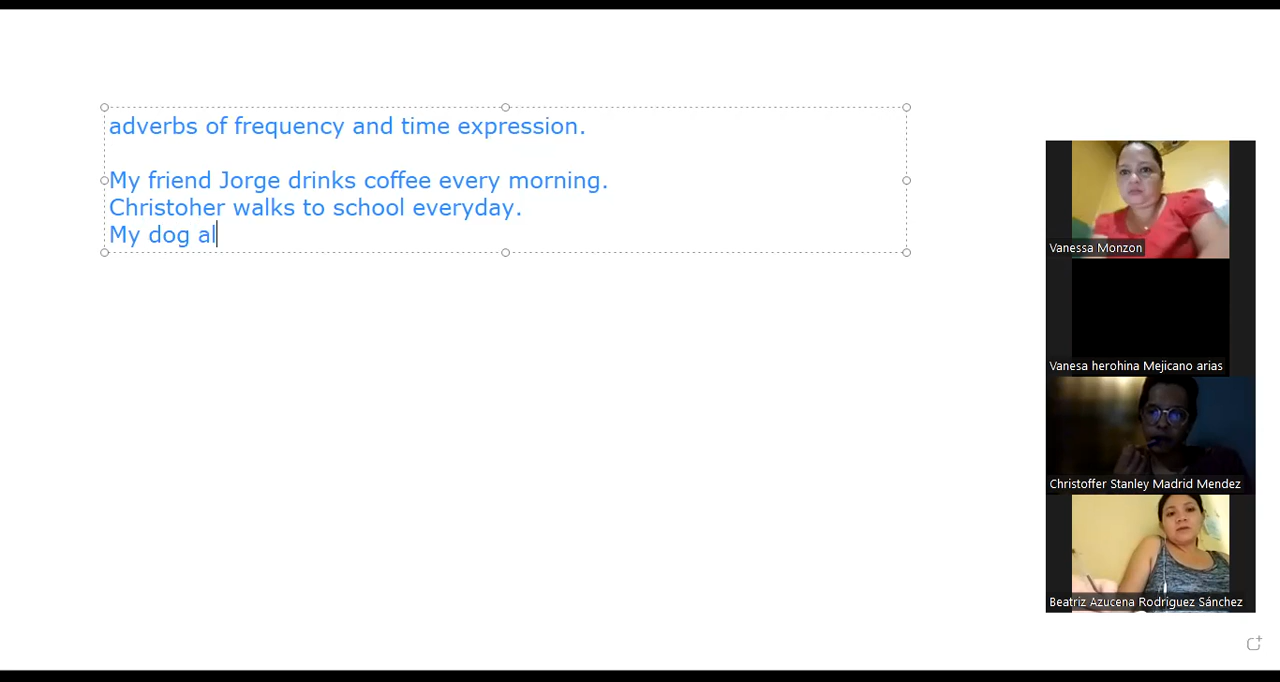 adverbs of frequency and time expression.
My friend Jorge drinks coffee every morning.
Christoher walks to school everyday.
My dog al
Vanessa Monzon
Vanesa herohina Mejicano arias
Christoffer Stanley Madrid Mendez
Beatriz Azucena Rodriguez Sánchez